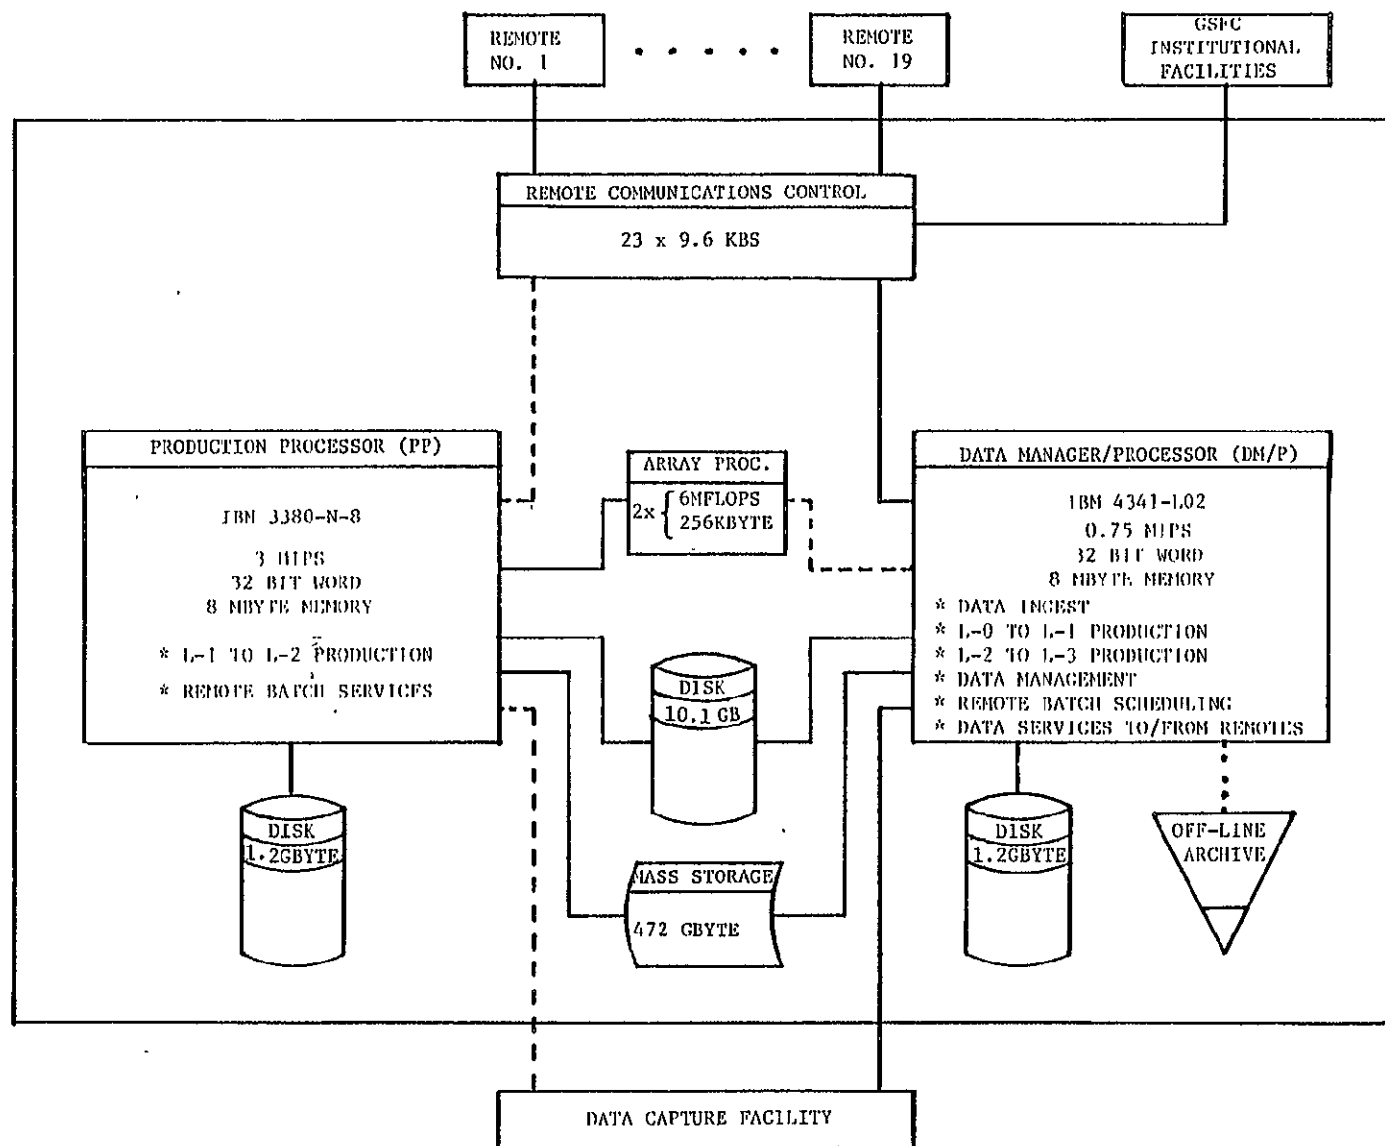 REMOTE
NO. 1
REMOTE
NO. 19
GSFC
INSTITUTIONAL
FACILITIES
REMOTE COMMUNICATIONS CONTROL
23 x 9.6 KBS
PRODUCTION PROCESSOR (PP)
IBM 3380-N-8
3 MIPS
32 BIT WORD
8 MBYTE MEMORY
* L-1 TO L-2 PRODUCTION
* REMOTE BATCH SERVICES
ARRAY PROC.
2x { 6MFLOPS
256KBYTE
DATA MANAGER/PROCESSOR (DM/P)
IBM 4341-L02
0.75 MIPS
32 BIT WORD
8 MBYTE MEMORY
* DATA INGEST
* L-0 TO L-1 PRODUCTION
* L-2 TO L-3 PRODUCTION
* DATA MANAGEMENT
* REMOTE BATCH SCHEDULING
* DATA SERVICES TO/FROM REMOTES
DISK
10.1 GB
DISK
1.2GBYTE
MASS STORAGE
472 GBYTE
DISK
1.2GBYTE
OFF-LINE
ARCHIVE
DATA CAPTURE FACILITY